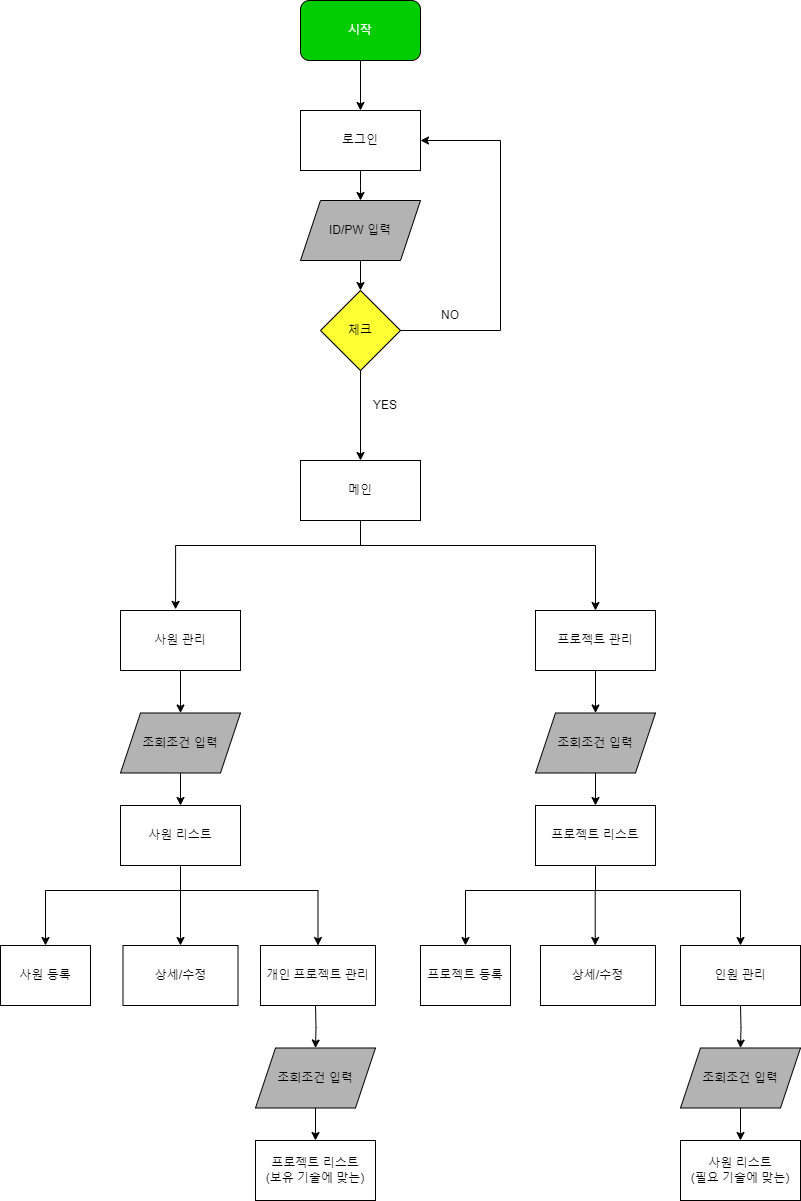 시작
로그인
ID/PW 입력
체크
NO
YES
메인
사원 관리
프로젝트 관리
조회조건 입력
조회조건 입력
사원 리스트
프로젝트 리스트
사원 등록
상세/수정
개인 프로젝트 관리
프로젝트 등록
상세/수정
인원 관리
조회조건 입력
조회조건 입력
프로젝트 리스트
(보유 기술에 맞는)
사원 리스트
(필요 기술에 맞는)